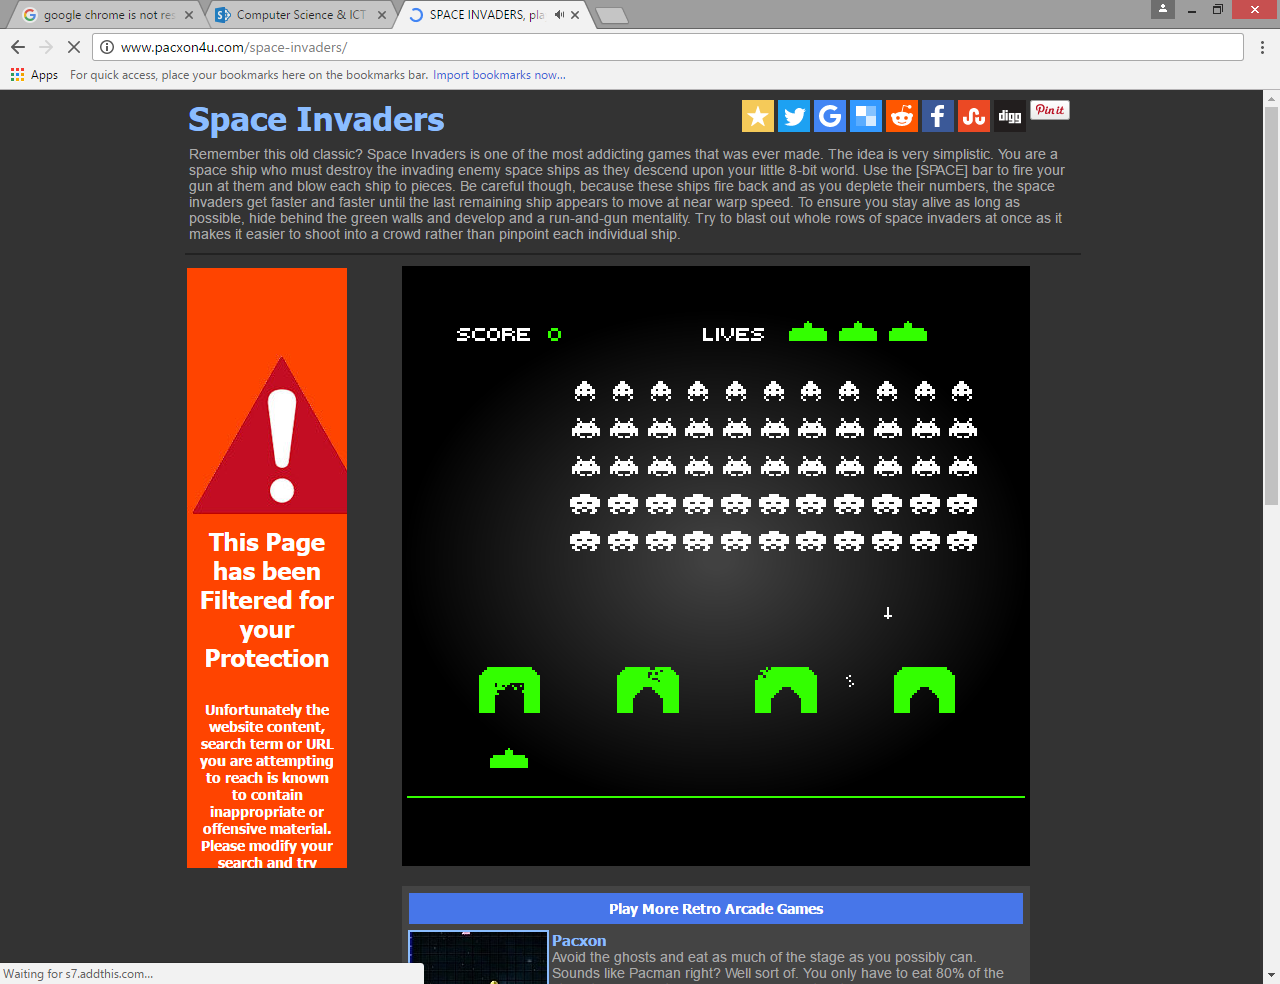 google chrome is not res
Computer Science & ICT
SPACE INVADERS, pla
www.pacxon4u.com/space-invaders/
Apps For quick access, place your bookmarks here on the bookmarks bar. Import bookmarks now...
Space Invaders
digg
Pin it
Remember this old classic? Space Invaders is one of the most addicting games that was ever made. The idea is very simplistic. You are a
space ship who must destroy the invading enemy space ships as they descend upon your little 8-bit world. Use the [SPACE] bar to fire your
gun at them and blow each ship to pieces. Be careful though, because these ships fire back and as you deplete their numbers, the space
invaders get faster and faster until the last remaining ship appears to move at near warp speed. To ensure you stay alive as long as
possible, hide behind the green walls and develop and a run-and-gun mentality. Try to blast out whole rows of space invaders at once as it
makes it easier to shoot into a crowd rather than pinpoint each individual ship.
This Page
has been
Filtered for
your
Protection
Unfortunately the
website content,
search term or URL
you are attempting
to reach is known
to contain
inappropriate or
offensive material.
Please modify your
search and try
SCORE 0 LIVES
Play More Retro Arcade Games
Pacxon
Avoid the ghosts and eat as much of the stage as you possibly can.
Sounds like Pacman right? Well sort of. You only have to eat 80% of the
Waiting for s7.addthis.com...